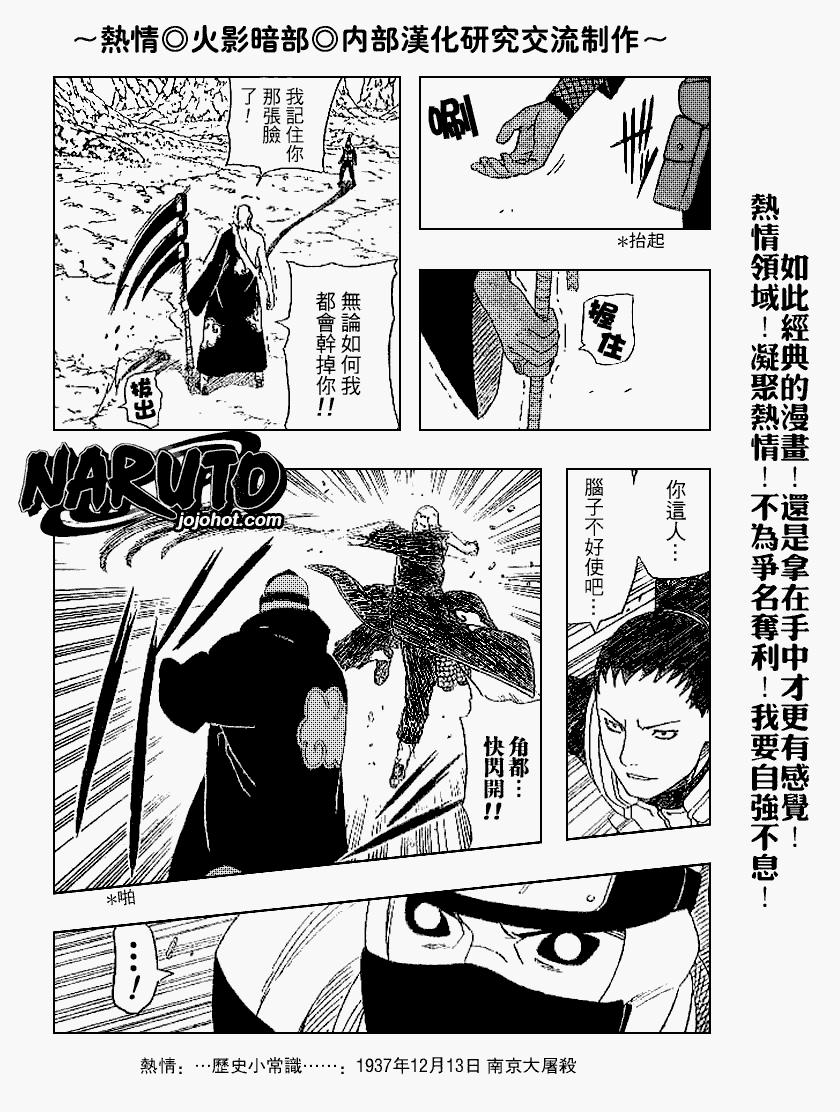 ～熱情◎火影暗部◎内部漢化研究交流制作～
唰
*抬起
握住
我記住你
那張臉
了！
無論如何我
都會幹掉你!!
拔出
你這人…
腦子不好使吧…
NARUTO
jojohot.com
角都…
快閃開!!
*啪
…!
如此經典的漫畫！還是拿在手中才更有感覺！
熱情領域！凝聚熱情！不為爭名奪利！我要自強不息！
熱情：…歷史小常識……：1937年12月13日 南京大屠殺